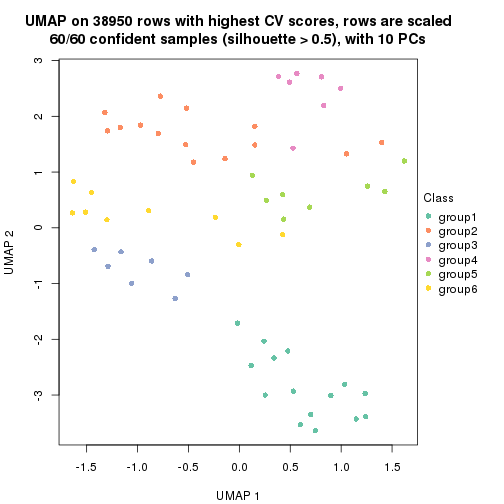 UMAP on 38950 rows with highest CV scores, rows are scaled
60/60 confident samples (silhouette > 0.5), with 10 PCs
3
2
1
0
-1
-2
-3
UMAP 2
-1.5
-1.0
-0.5
0.0
0.5
1.0
1.5
UMAP 1
Class
group1
group2
group3
group4
group5
group6